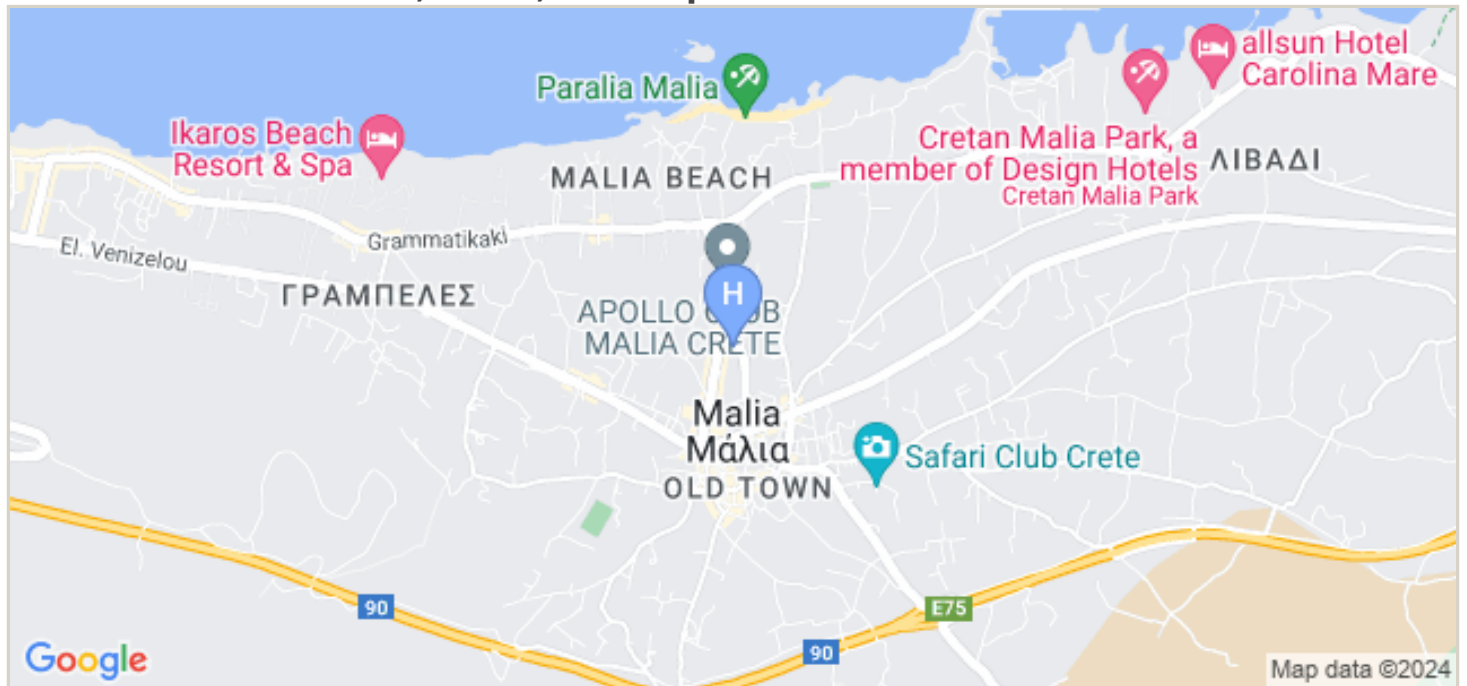 Paralia Malia
allsun Hotel
Carolina Mare
Ikaros Beach
Resort & Spa
Cretan Malia Park, a
member of Design Hotels
Cretan Malia Park
ΛΙΒΑΔΙ
MALIA BEACH
Grammatikaki
El. Venizelou
ΓΡΑΜΠΕΛΕΣ
H
APOLLO CLUB
MALIA CRETE
Malia
Μάλια
OLD TOWN
Safari Club Crete
90
E75
90
Google
Map data ©2024